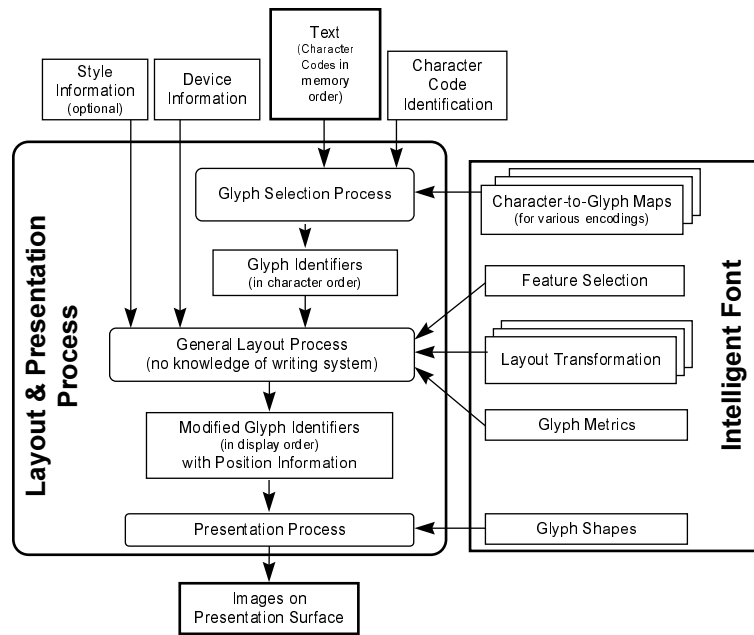 Text
(Character
Codes in
memory
order)
Style
Information
(optional)
Device
Information
Character
Code
Identification
Layout & Presentation
Process
Glyph Selection Process
Glyph Identifiers
(in character order)
General Layout Process
(no knowledge of writing system)
Modified Glyph Identifiers
(in display order)
with Position Information
Presentation Process
Images on
Presentation Surface
Character-to-Glyph Maps
(for various encodings)
Feature Selection
Layout Transformation
Glyph Metrics
Glyph Shapes
Intelligent Font